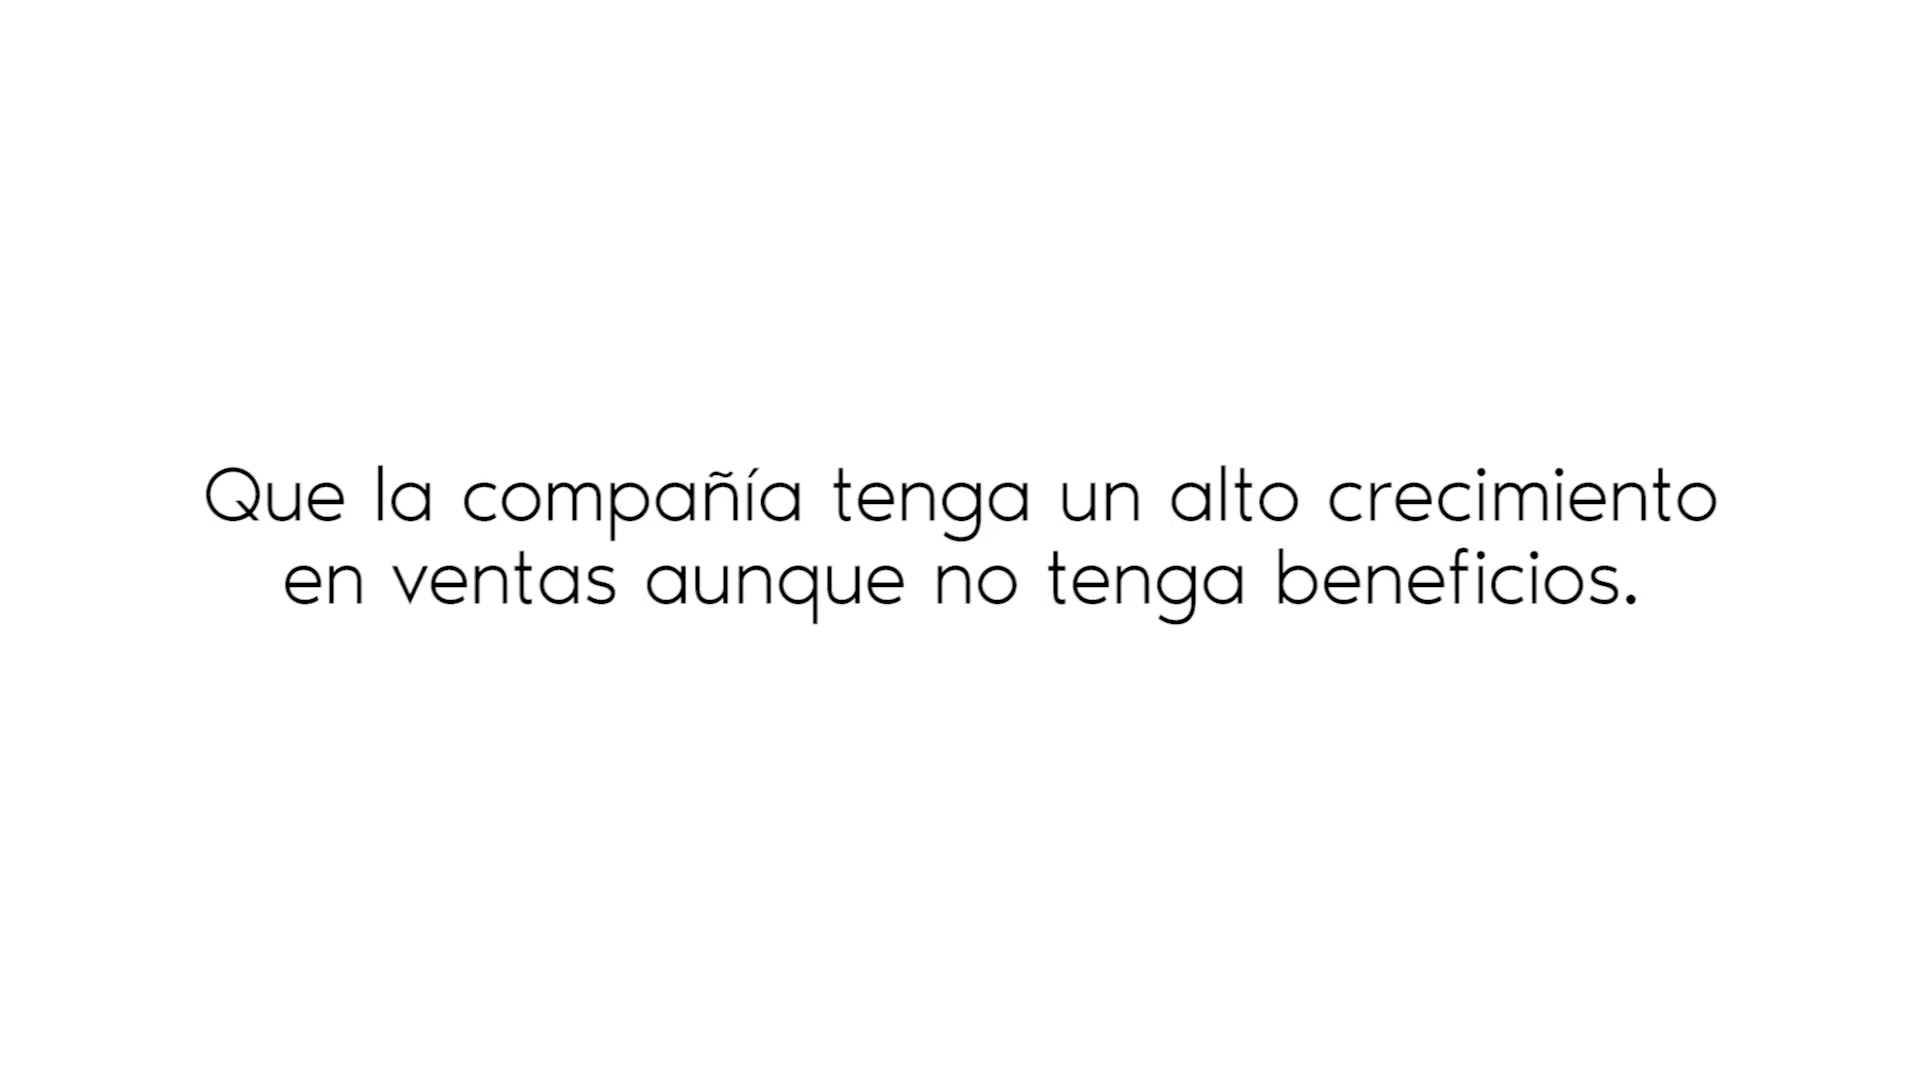 Que la compañía tenga un alto crecimiento
en ventas aunque no tenga beneficios.